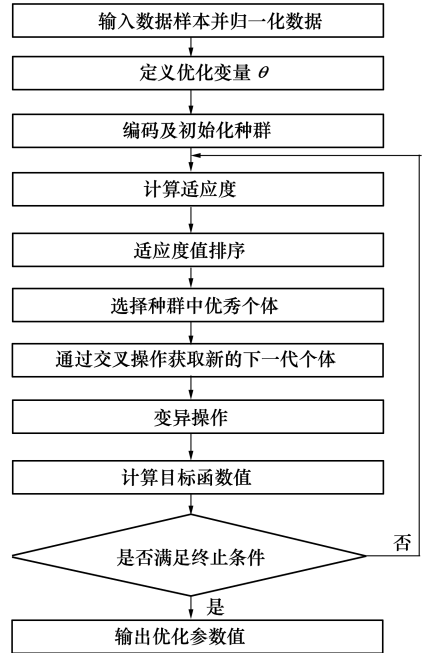 输入数据样本并归一化数据
定义优化变量 θ
编码及初始化种群
计算适应度
适应度值排序
选择种群中优秀个体
通过交叉操作获取新的下一代个体
变异操作
计算目标函数值
是否满足终止条件
否
是
输出优化参数值